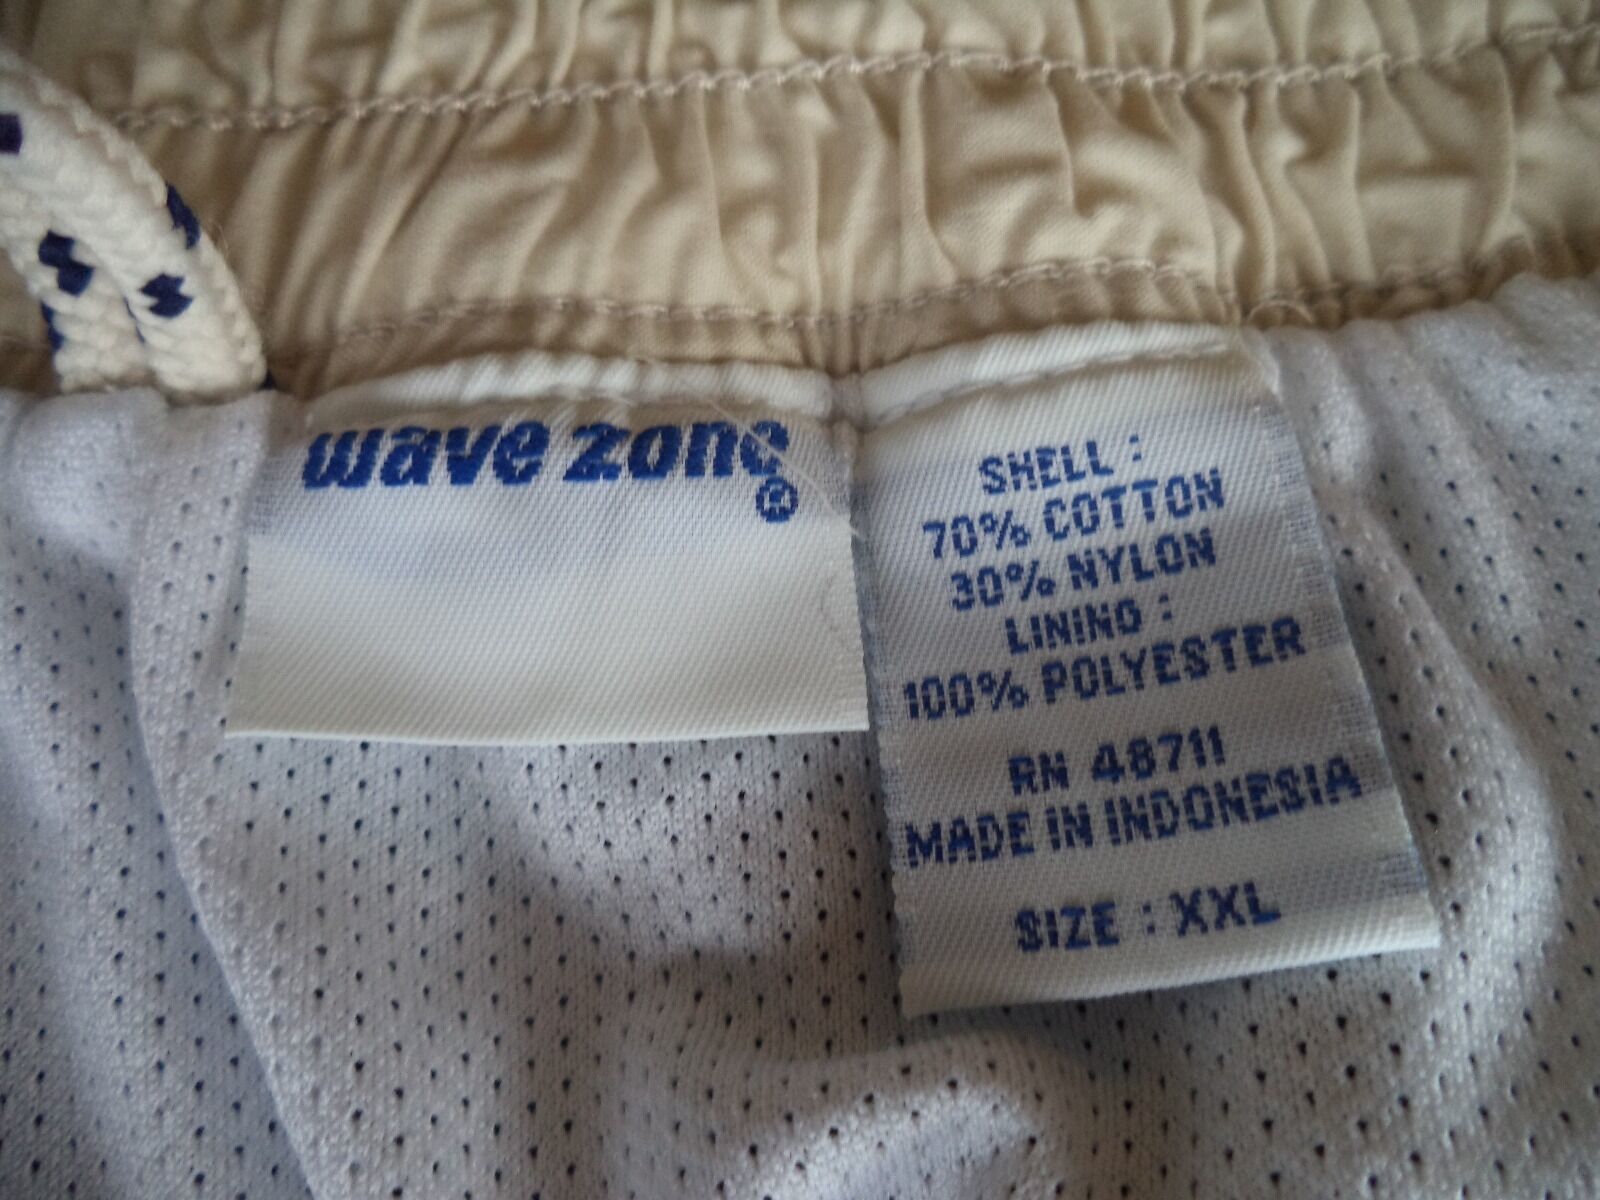 wave zone
®
SHELL :
70% COTTON
30% NYLON
LINING :
100% POLYESTER
RN 48711
MADE IN INDONESIA
SIZE : XXL